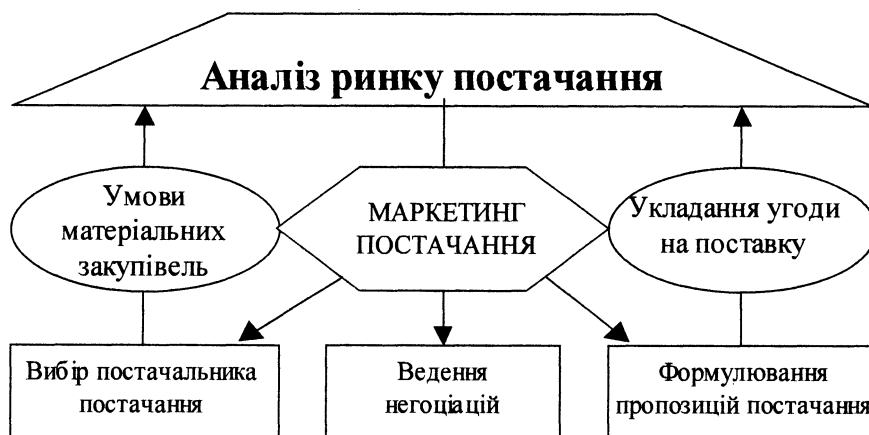 Аналіз ринку постачання
Умови
матеріальних
закупівель
МАРКЕТИНГ
ПОСТАЧАННЯ
Укладання угоди
на поставку
Вибір постачальника
постачання
Ведення
негоціацій
Формулювання
пропозицій постачання